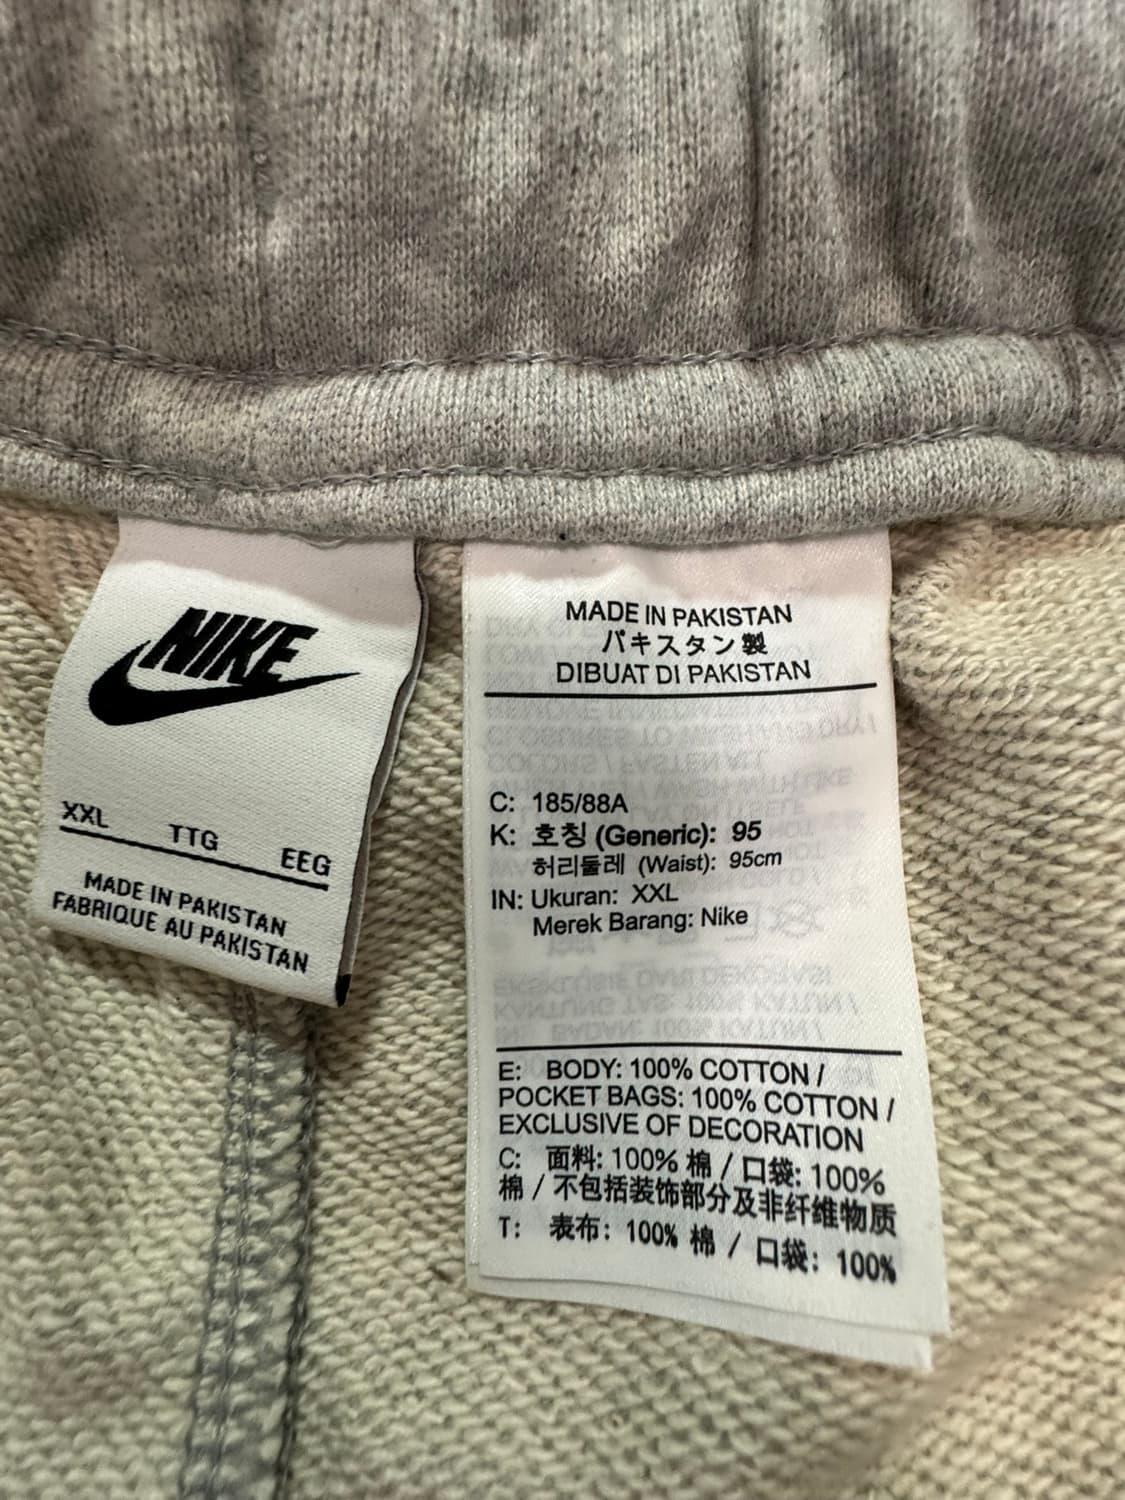 NIKE
XXL TTG EEG
MADE IN PAKISTAN
FABRIQUE AU PAKISTAN
MADE IN PAKISTAN
パキスタン製
DIBUAT DI PAKISTAN
C: 185/88A
K: 호칭 (Generic): 95
허리둘레 (Waist): 95cm
IN: Ukuran: XXL
Merek Barang: Nike
E: BODY: 100% COTTON /
POCKET BAGS: 100% COTTON /
EXCLUSIVE OF DECORATION
C: 面料: 100% 棉 / 口袋: 100%
棉 / 不包括装饰部分及非纤维物质
T: 表布: 100% 棉 / 口袋: 100%